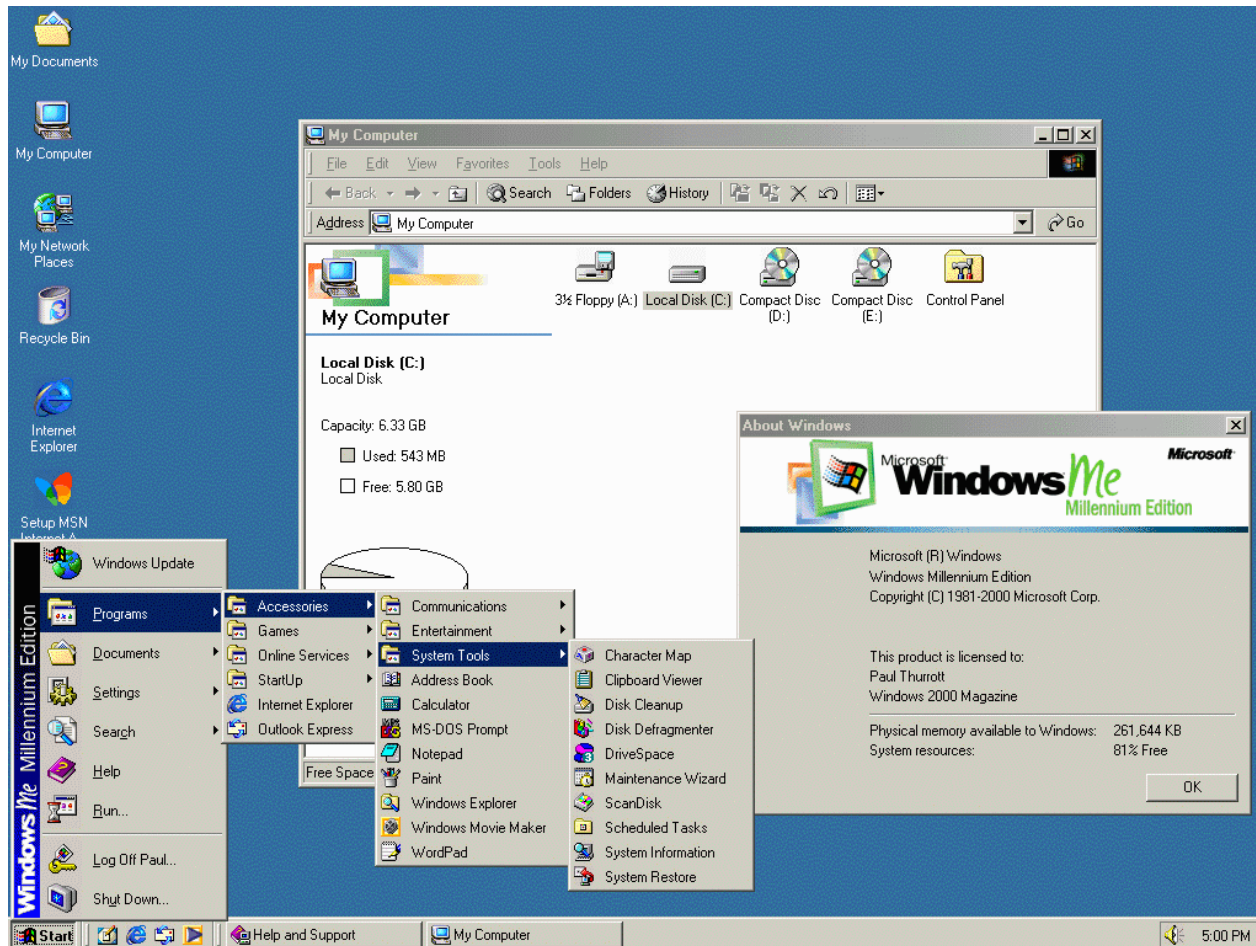 My Documents
My Computer
My Network
Places
Recycle Bin
Internet
Explorer
Setup MSN
Internet A
My Computer
File Edit View Favorites Tools Help
Back Search Folders History
Address My Computer Go
My Computer
Local Disk (C:)
Local Disk
Capacity: 6.33 GB
Used: 543 MB
Free: 5.80 GB
Free Space
3½ Floppy (A:) Local Disk (C:) Compact Disc Compact Disc Control Panel
(D:) (E:)
About Windows
Microsoft
Microsoft
Windows Me
Millennium Edition
Microsoft (R) Windows
Windows Millennium Edition
Copyright (C) 1981-2000 Microsoft Corp.
This product is licensed to:
Paul Thurrott
Windows 2000 Magazine
Physical memory available to Windows: 261,644 KB
System resources: 81% Free
OK
Windows Me Millennium Edition
Windows Update
Programs
Documents
Settings
Search
Help
Run...
Log Off Paul...
Shut Down...
Accessories
Games
Online Services
StartUp
Internet Explorer
Outlook Express
Communications
Entertainment
System Tools
Address Book
Calculator
MS-DOS Prompt
Notepad
Paint
Windows Explorer
Windows Movie Maker
WordPad
Character Map
Clipboard Viewer
Disk Cleanup
Disk Defragmenter
DriveSpace
Maintenance Wizard
ScanDisk
Scheduled Tasks
System Information
System Restore
Start Help and Support My Computer 5:00 PM